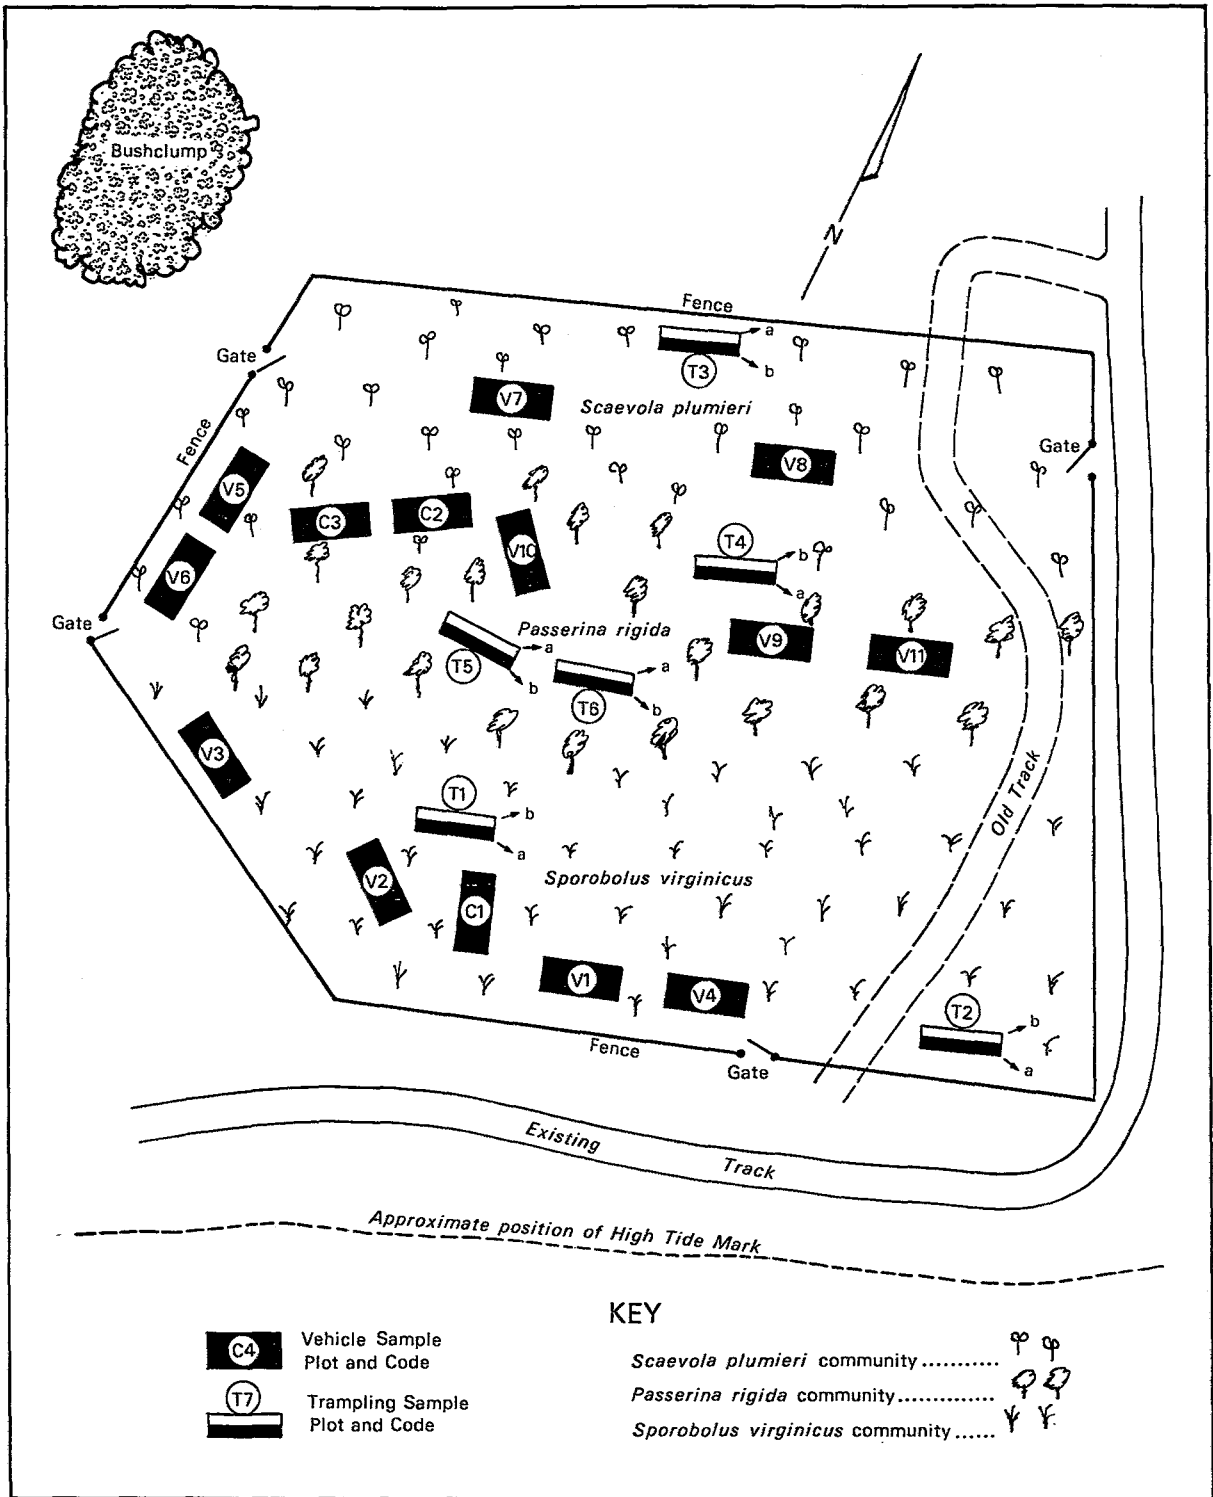 Bushclump
N
Fence
a
Gate
T3
b
V7
Scaevola plumieri
Fence
Gate
V8
V5
C3
C2
V10
T4
b
V6
a
Gate
Passerina rigida
V9
a
T5
V11
a
b
T6
b
V3
T1
b
Old Track
a
V2
Sporobolus virginicus
C1
V1
V4
T2
b
Fence
Gate
a
Existing
Track
Approximate position of High Tide Mark
KEY
C4
Vehicle Sample
Plot and Code
T7
Trampling Sample
Plot and Code
Scaevola plumieri community...........
Passerina rigida community..............
Sporobolus virginicus community......